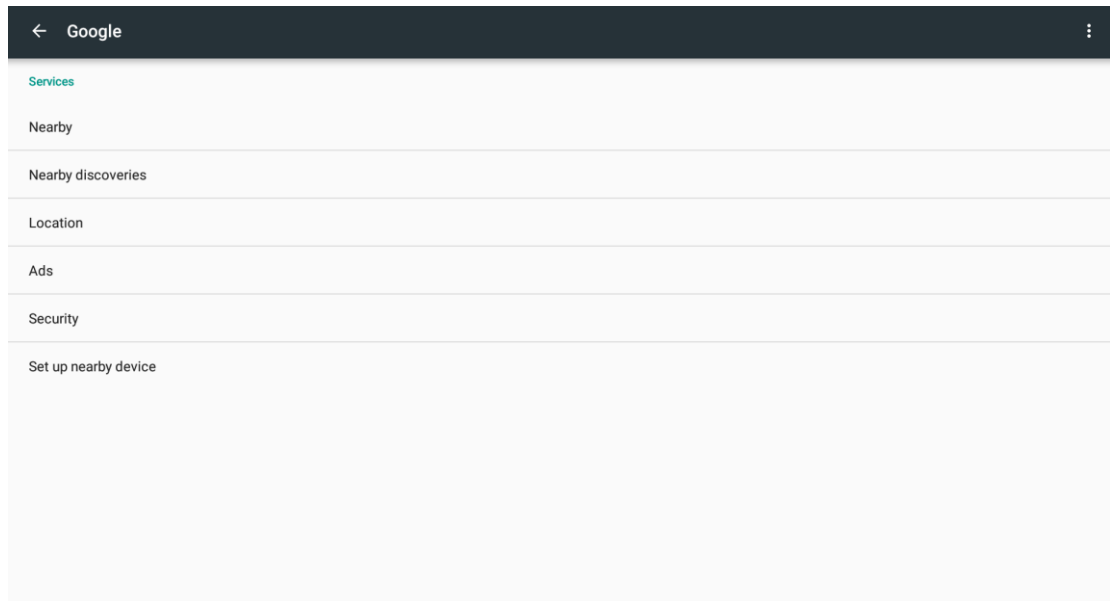 Google
Services
Nearby
Nearby discoveries
Location
Ads
Security
Set up nearby device